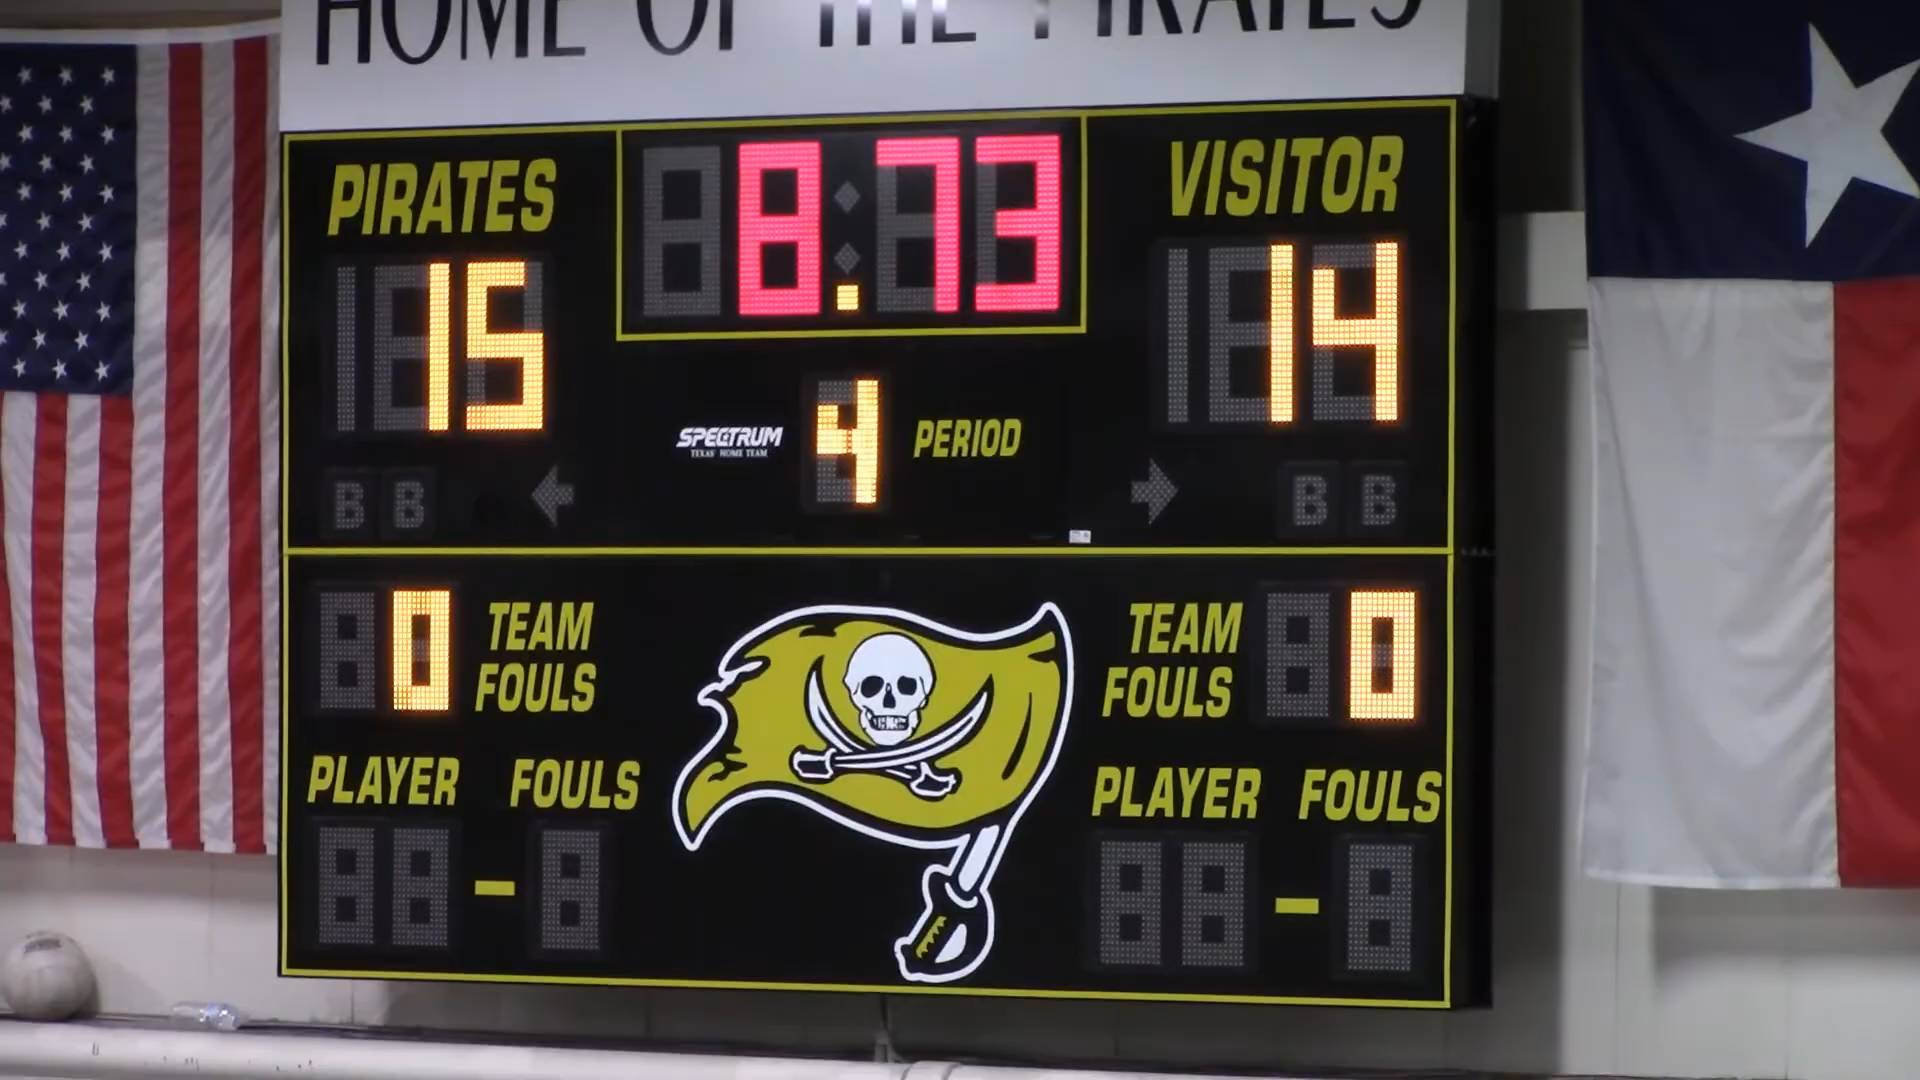 HOME OF THE PIRATES
PIRATES 8.73 VISITOR
15 14
SPECTRUM
TEXAS' HOME TEAM
4 PERIOD
B B B B
0 TEAM FOULS
TEAM FOULS 0
PLAYER FOULS
PLAYER FOULS